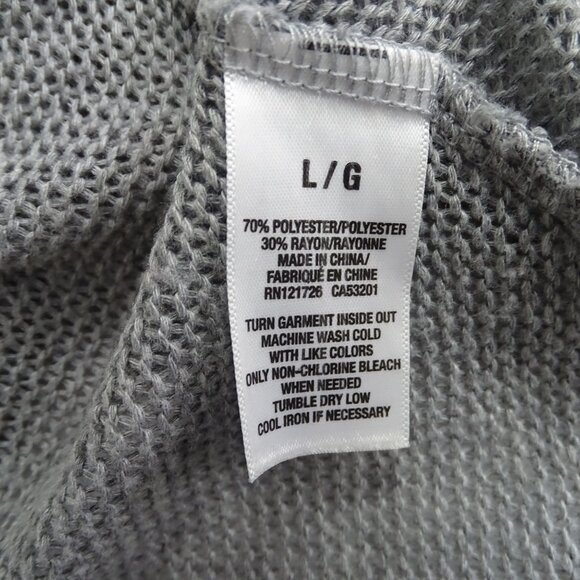 L/G
70% POLYESTER/POLYESTER
30% RAYON/RAYONNE
MADE IN CHINA/
FABRIQUÉ EN CHINE
RN121726 CA53201
TURN GARMENT INSIDE OUT
MACHINE WASH COLD
WITH LIKE COLORS
ONLY NON-CHLORINE BLEACH
WHEN NEEDED
TUMBLE DRY LOW
COOL IRON IF NECESSARY